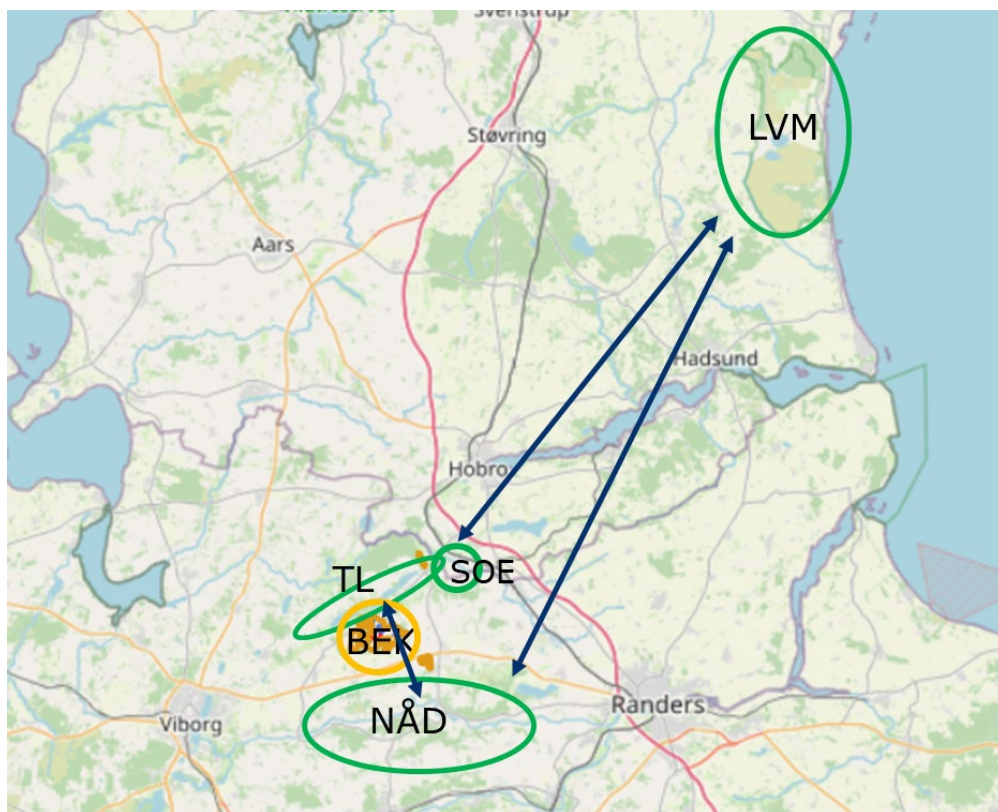 Svenstrup
LVM
Støvring
Aars
Hadsund
Hobro
SOE
TL
BEK
NÅD
Randers
Viborg